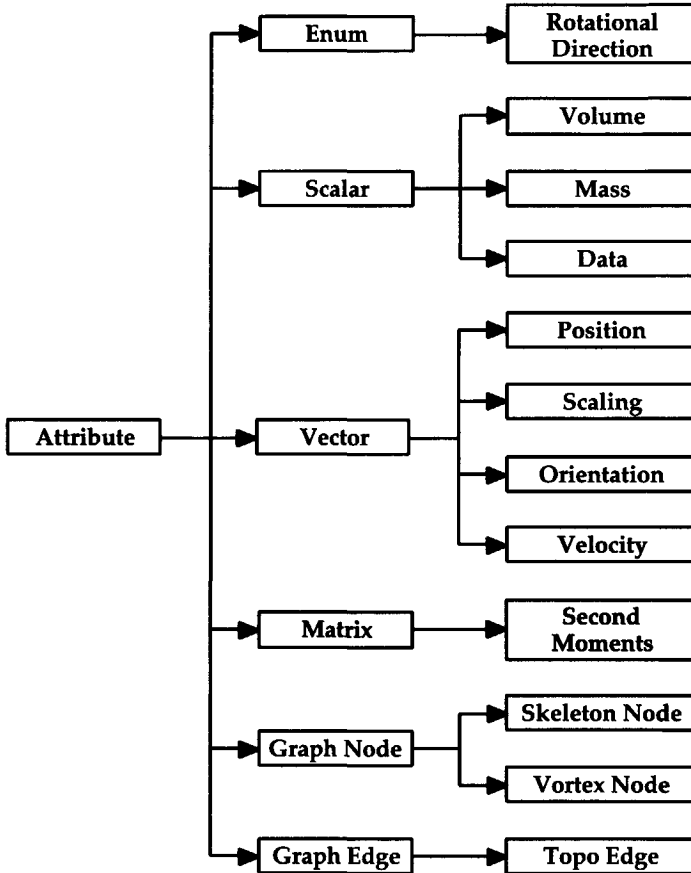 Enum
Rotational
Direction
Volume
Scalar
Mass
Data
Position
Scaling
Attribute
Vector
Orientation
Velocity
Matrix
Second
Moments
Skeleton Node
Graph Node
Vortex Node
Graph Edge
Topo Edge